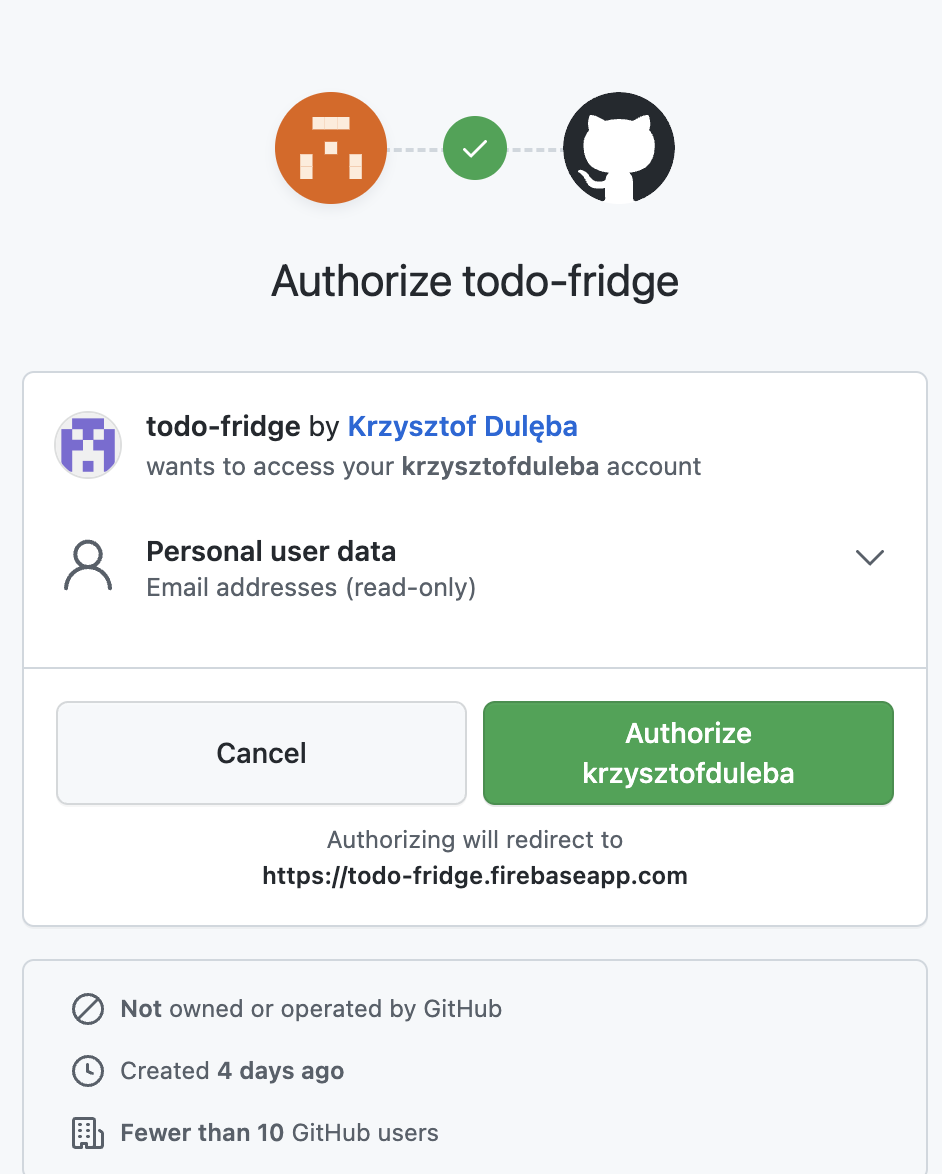 Authorize todo-fridge
todo-fridge by Krzysztof Dulęba
wants to access your krzysztofduleba account
Personal user data
Email addresses (read-only)
Cancel
Authorize
krzysztofduleba
Authorizing will redirect to
https://todo-fridge.firebaseapp.com
Not owned or operated by GitHub
Created 4 days ago
Fewer than 10 GitHub users